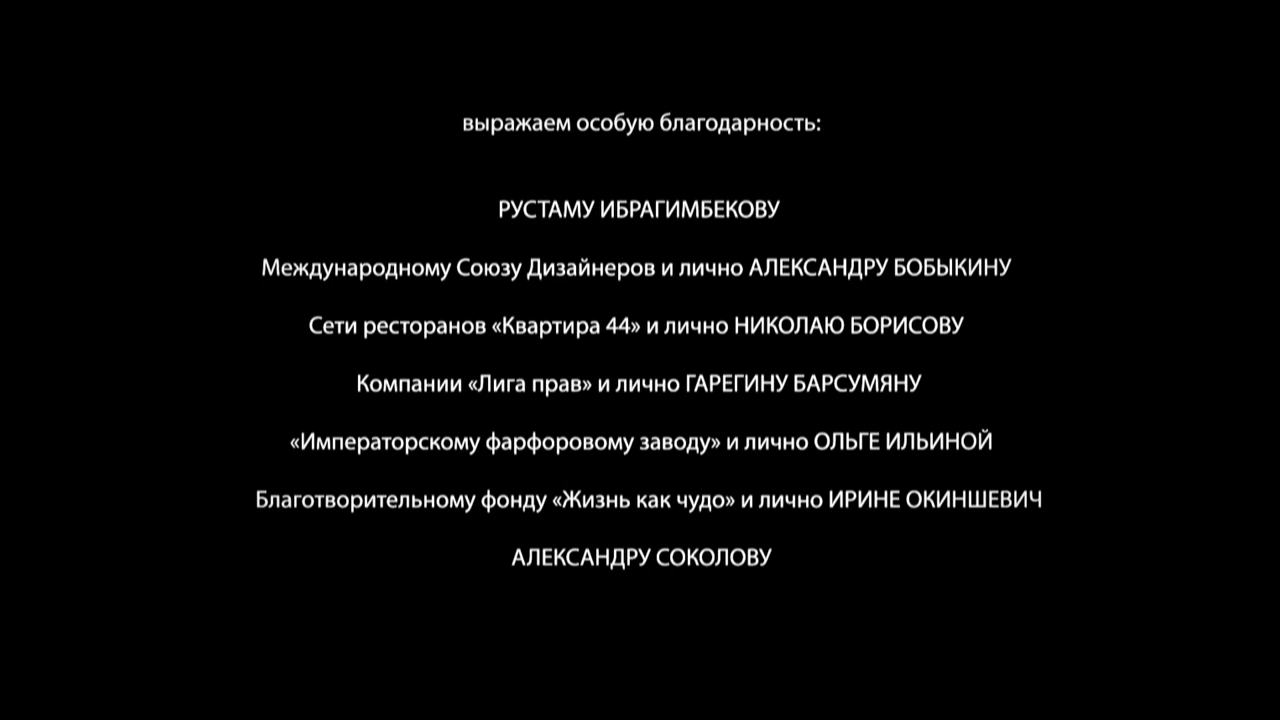 выражаем особую благодарность:
РУСТАМУ ИБРАГИМБЕКОВУ
Международному Союзу Дизайнеров и лично АЛЕКСАНДРУ БОБЫКИНУ
Сети ресторанов «Квартира 44» и лично НИКОЛАЮ БОРИСОВУ
Компании «Лига прав» и лично ГАРЕГИНУ БАРСУМЯНУ
«Императорскому фарфоровому заводу» и лично ОЛЬГЕ ИЛЬИНОЙ
Благотворительному фонду «Жизнь как чудо» и лично ИРИНЕ ОКИНШЕВИЧ
АЛЕКСАНДРУ СОКОЛОВУ